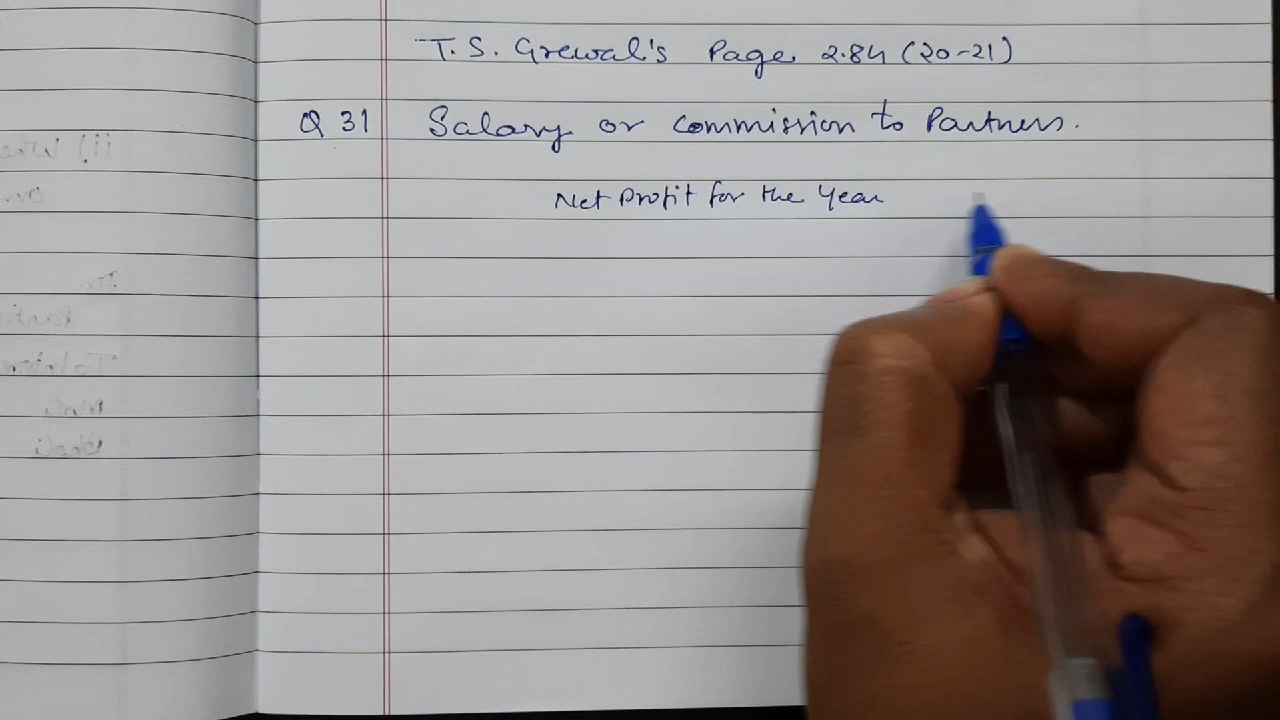 T. S. Grewal's Page 2.84 (20-21)
Q 31 Salary or Commission to Partners.
Net Profit for the Year